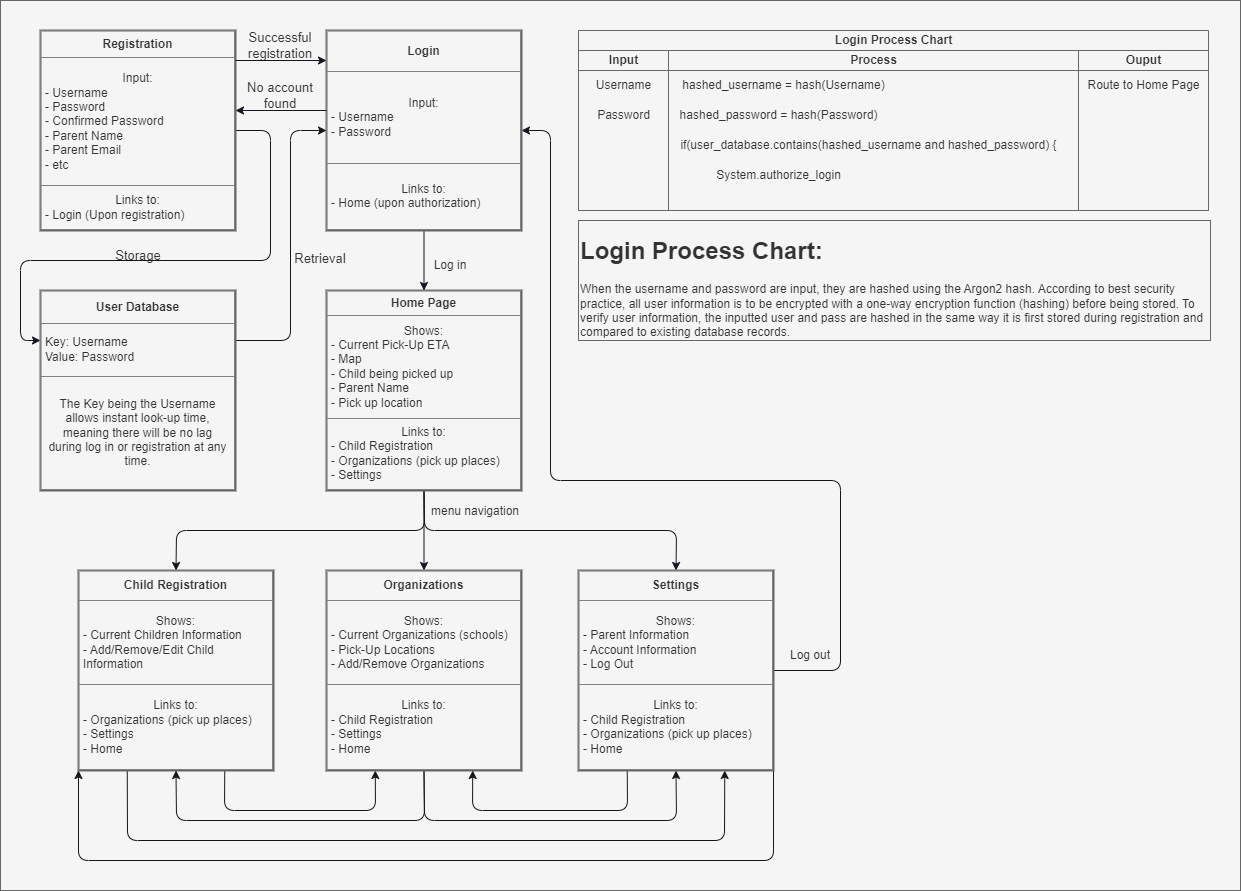 Registration
Input:
- Username
- Password
- Confirmed Password
- Parent Name
- Parent Email
- etc
Links to:
- Login (Upon registration)
Successful
registration
No account
found
Login
Input:
- Username
- Password
Links to:
- Home (upon authorization)
Login Process Chart
Input
Process
Ouput
Username
hashed_username = hash(Username)
Route to Home Page
Password
hashed_password = hash(Password)
if(user_database.contains(hashed_username and hashed_password) {
System.authorize_login
Login Process Chart:
When the username and password are input, they are hashed using the Argon2 hash. According to best security
practice, all user information is to be encrypted with a one-way encryption function (hashing) before being stored. To
verify user information, the inputted user and pass are hashed in the same way it is first stored during registration and
compared to existing database records.
Storage
Retrieval
Log in
User Database
Key: Username
Value: Password
The Key being the Username
allows instant look-up time,
meaning there will be no lag
during log in or registration at any
time.
Home Page
Shows:
- Current Pick-Up ETA
- Map
- Child being picked up
- Parent Name
- Pick up location
Links to:
- Child Registration
- Organizations (pick up places)
- Settings
menu navigation
Child Registration
Shows:
- Current Children Information
- Add/Remove/Edit Child
Information
Links to:
- Organizations (pick up places)
- Settings
- Home
Organizations
Shows:
- Current Organizations (schools)
- Pick-Up Locations
- Add/Remove Organizations
Links to:
- Child Registration
- Settings
- Home
Settings
Shows:
- Parent Information
- Account Information
- Log Out
Links to:
- Child Registration
- Organizations (pick up places)
- Home
Log out